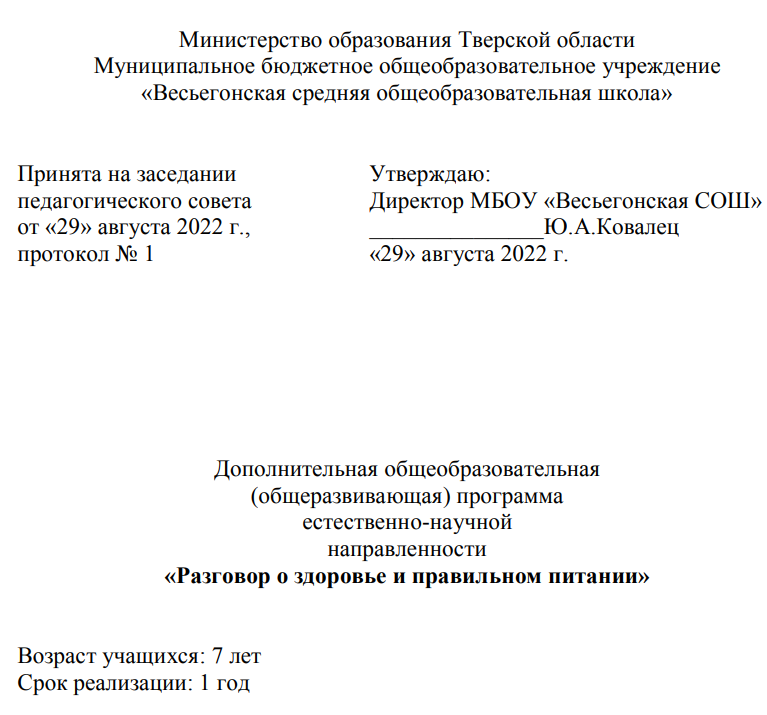 Министерство образования Тверской области
Муниципальное бюджетное общеобразовательное учреждение
«Весьегонская средняя общеобразовательная школа»
Принята на заседании
педагогического совета
от «29» августа 2022 г.,
протокол № 1
Утверждаю:
Директор МБОУ «Весьегонская СОШ»
_______________Ю.А.Ковалец
«29» августа 2022 г.
Дополнительная общеобразовательная
(общеразвивающая) программа
естественно-научной
направленности
«Разговор о здоровье и правильном питании»
Возраст учащихся: 7 лет
Срок реализации: 1 год